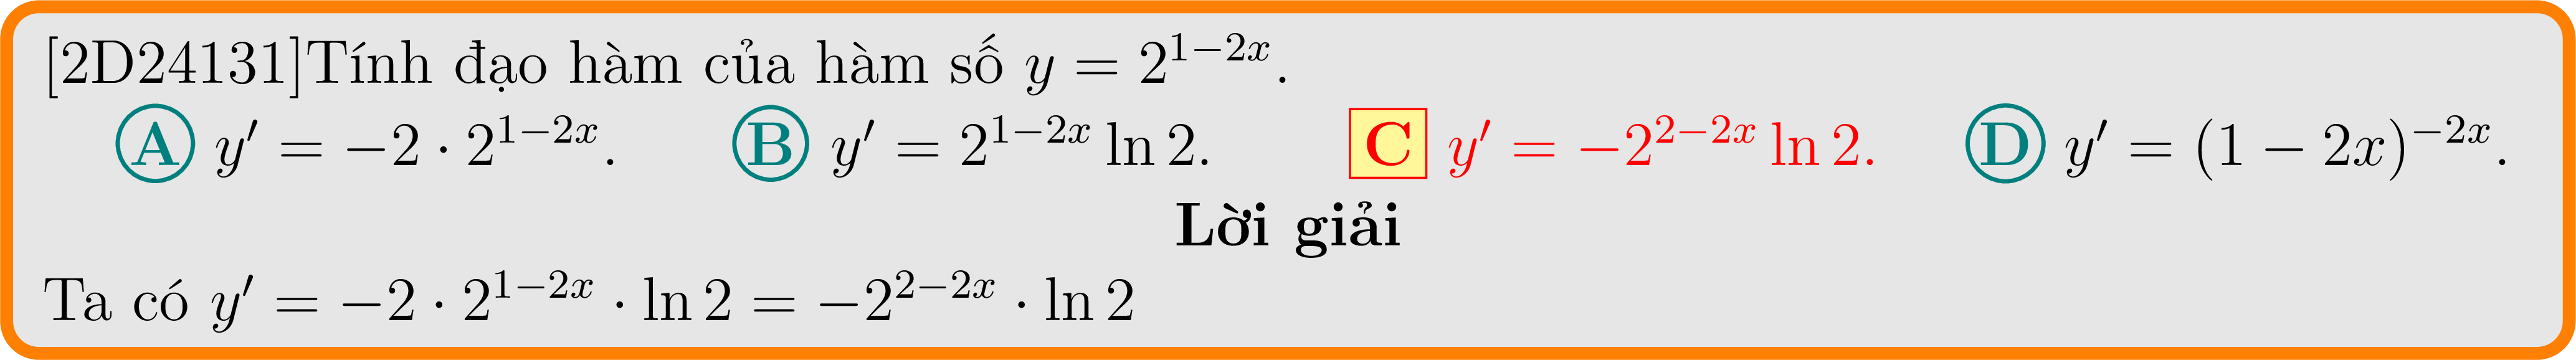 [2D24131]Tính đạo hàm của hàm số $y = 2^{1-2x}$.
A $y' = -2 \cdot 2^{1-2x}$. B $y' = 2^{1-2x} \ln 2$. C $y' = -2^{2-2x} \ln 2$. D $y' = (1 - 2x)^{-2x}$.
Lời giải
Ta có $y' = -2 \cdot 2^{1-2x} \cdot \ln 2 = -2^{2-2x} \cdot \ln 2$